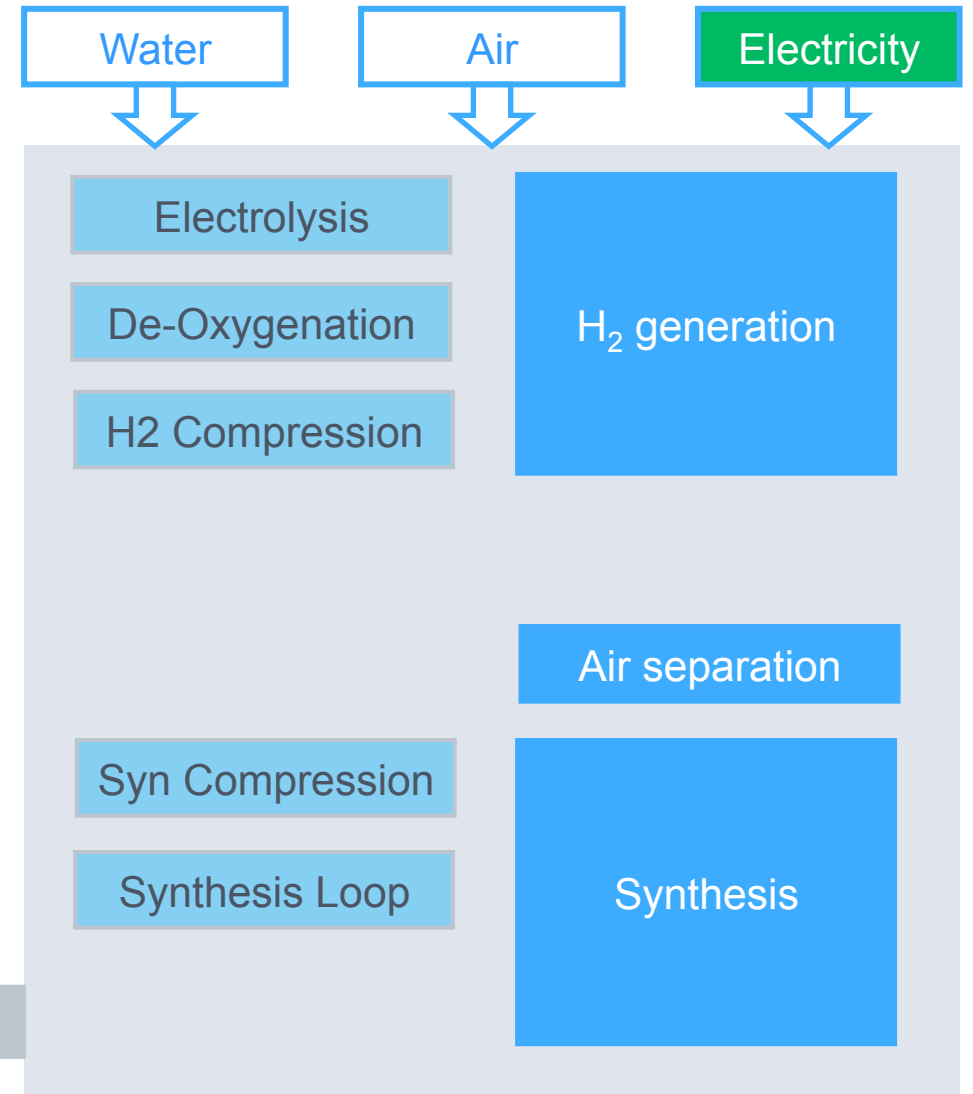 Water
Air
Electricity
Electrolysis
De-Oxygenation
H2 Compression
H₂ generation
Air separation
Syn Compression
Synthesis Loop
Synthesis